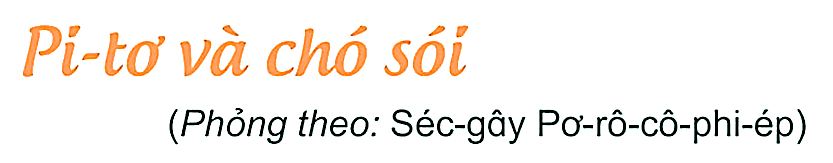 Pi-tơ và chó sói
(Phỏng theo: Séc-gây Pơ-rô-cô-phi-ép)